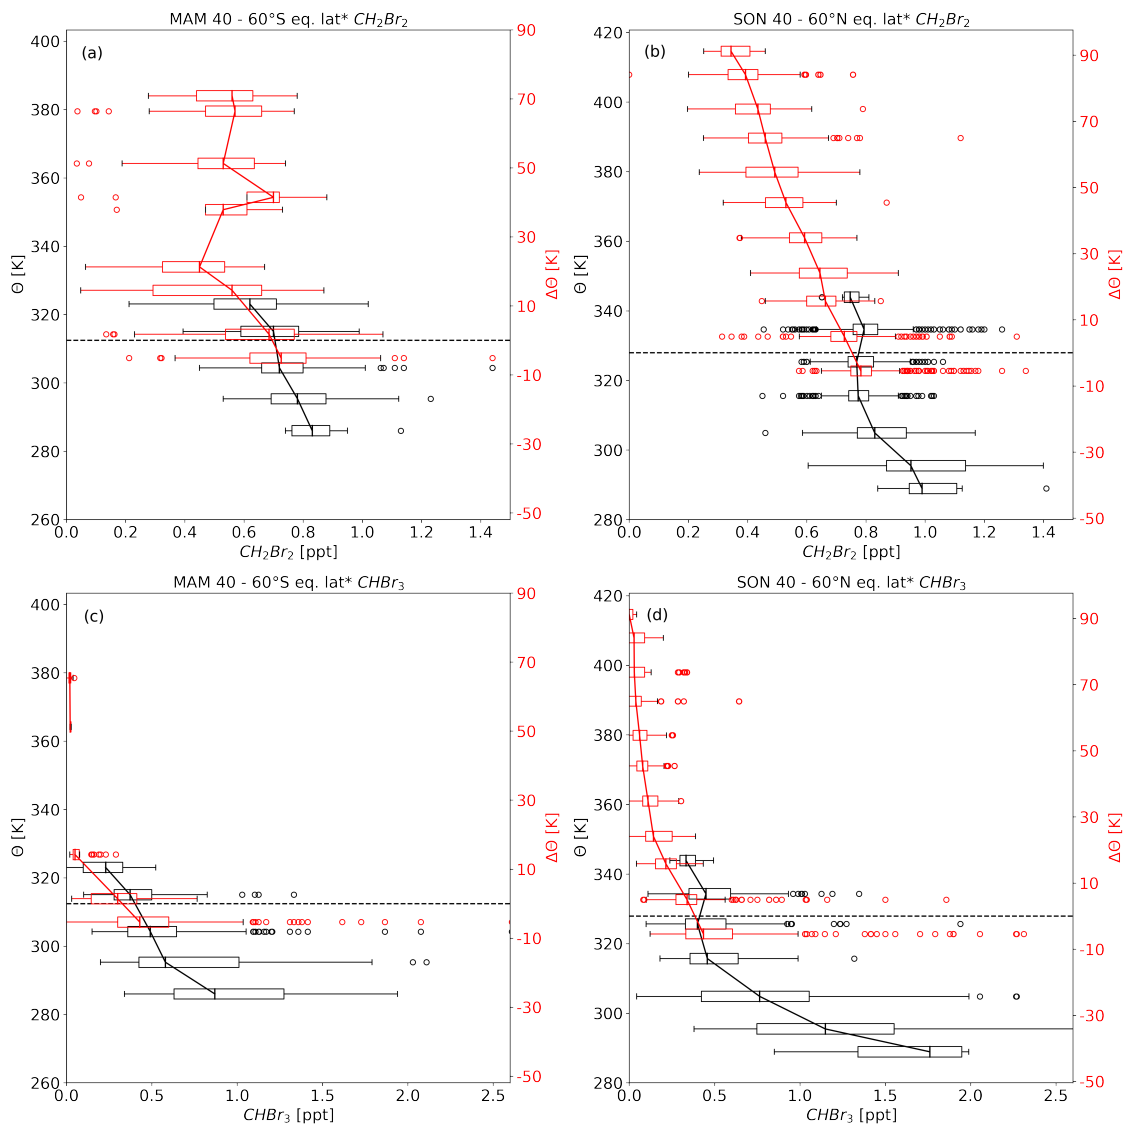 MAM 40 - 60°S eq. lat* CH₂Br₂
(a)
Θ [K]
400
380
360
340
320
300
280
260
90
70
50
30
10
-10
-30
-50
ΔΘ [K]
0.0 0.2 0.4 0.6 0.8 1.0 1.2 1.4
CH₂Br₂ [ppt]
SON 40 - 60°N eq. lat* CH₂Br₂
(b)
Θ [K]
420
400
380
360
340
320
300
280
90
70
50
30
10
-10
-30
-50
ΔΘ [K]
0.0 0.2 0.4 0.6 0.8 1.0 1.2 1.4
CH₂Br₂ [ppt]
MAM 40 - 60°S eq. lat* CHBr₃
(c)
Θ [K]
400
380
360
340
320
300
280
260
90
70
50
30
10
-10
-30
-50
ΔΘ [K]
0.0 0.5 1.0 1.5 2.0 2.5
CHBr₃ [ppt]
SON 40 - 60°N eq. lat* CHBr₃
(d)
Θ [K]
420
400
380
360
340
320
300
280
90
70
50
30
10
-10
-30
-50
ΔΘ [K]
0.0 0.5 1.0 1.5 2.0 2.5
CHBr₃ [ppt]